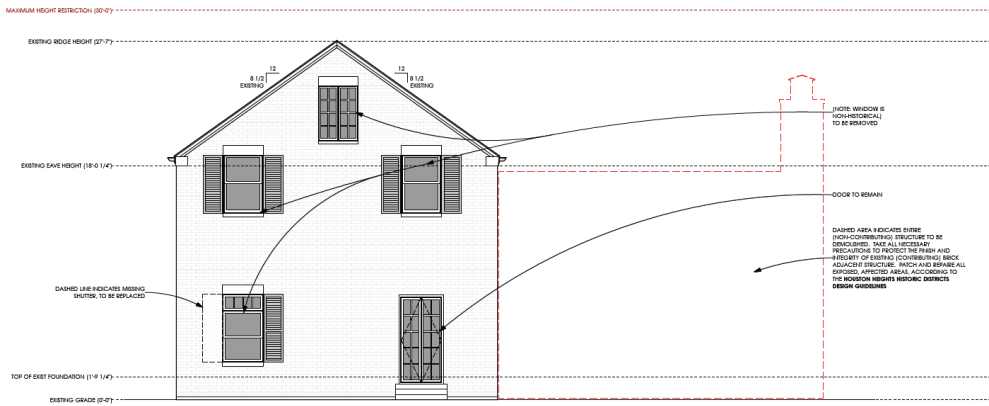 MAXIMUM HEIGHT RESTRICTION (30'-0")
EXISTING RIDGE HEIGHT (27'-7")
12
8 1/2
EXISTING
12
8 1/2
EXISTING
(NOTE: WINDOW IS
NON-HISTORICAL)
TO BE REMOVED
EXISTING EAVE HEIGHT (18'-0 1/4")
DOOR TO REMAIN
DASHED AREA INDICATES ENTIRE
(NON-CONTRIBUTING) STRUCTURE TO BE
DEMOLISHED. TAKE ALL NECESSARY
PRECAUTIONS TO PROTECT THE FINISH AND
INTEGRITY OF EXISTING (CONTRIBUTING) BRICK
ADJACENT STRUCTURE. PATCH AND REPAIRE ALL
EXPOSED, AFFECTED AREAS, ACCORDING TO
THE HOUSTON HEIGHTS HISTORIC DISTRICTS
DESIGN GUIDELINES
DASHED LINE INDICATES MISSING
SHUTTER, TO BE REPLACED
TOP OF EXIST FOUNDATION (1'-9 1/4")
EXISTING GRADE (0'-0")